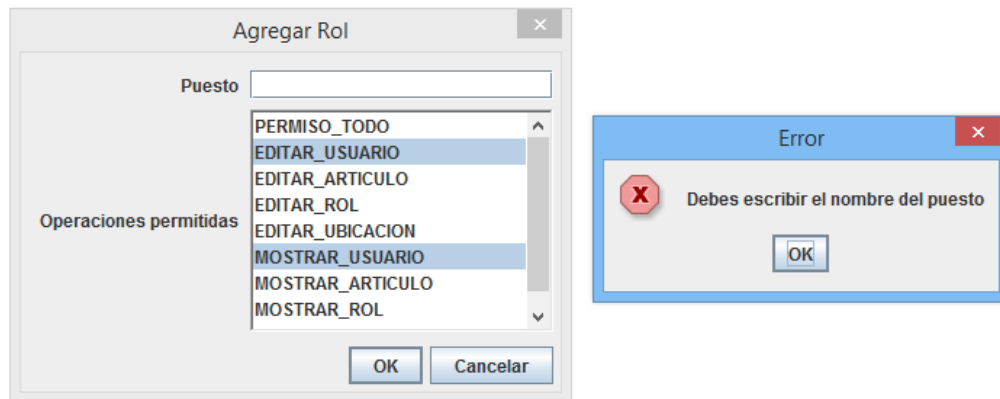 Agregar Rol
Puesto
Operaciones permitidas
PERMISO_TODO
EDITAR_USUARIO
EDITAR_ARTICULO
EDITAR_ROL
EDITAR_UBICACION
MOSTRAR_USUARIO
MOSTRAR_ARTICULO
MOSTRAR_ROL
OK Cancelar
Error
Debes escribir el nombre del puesto
OK